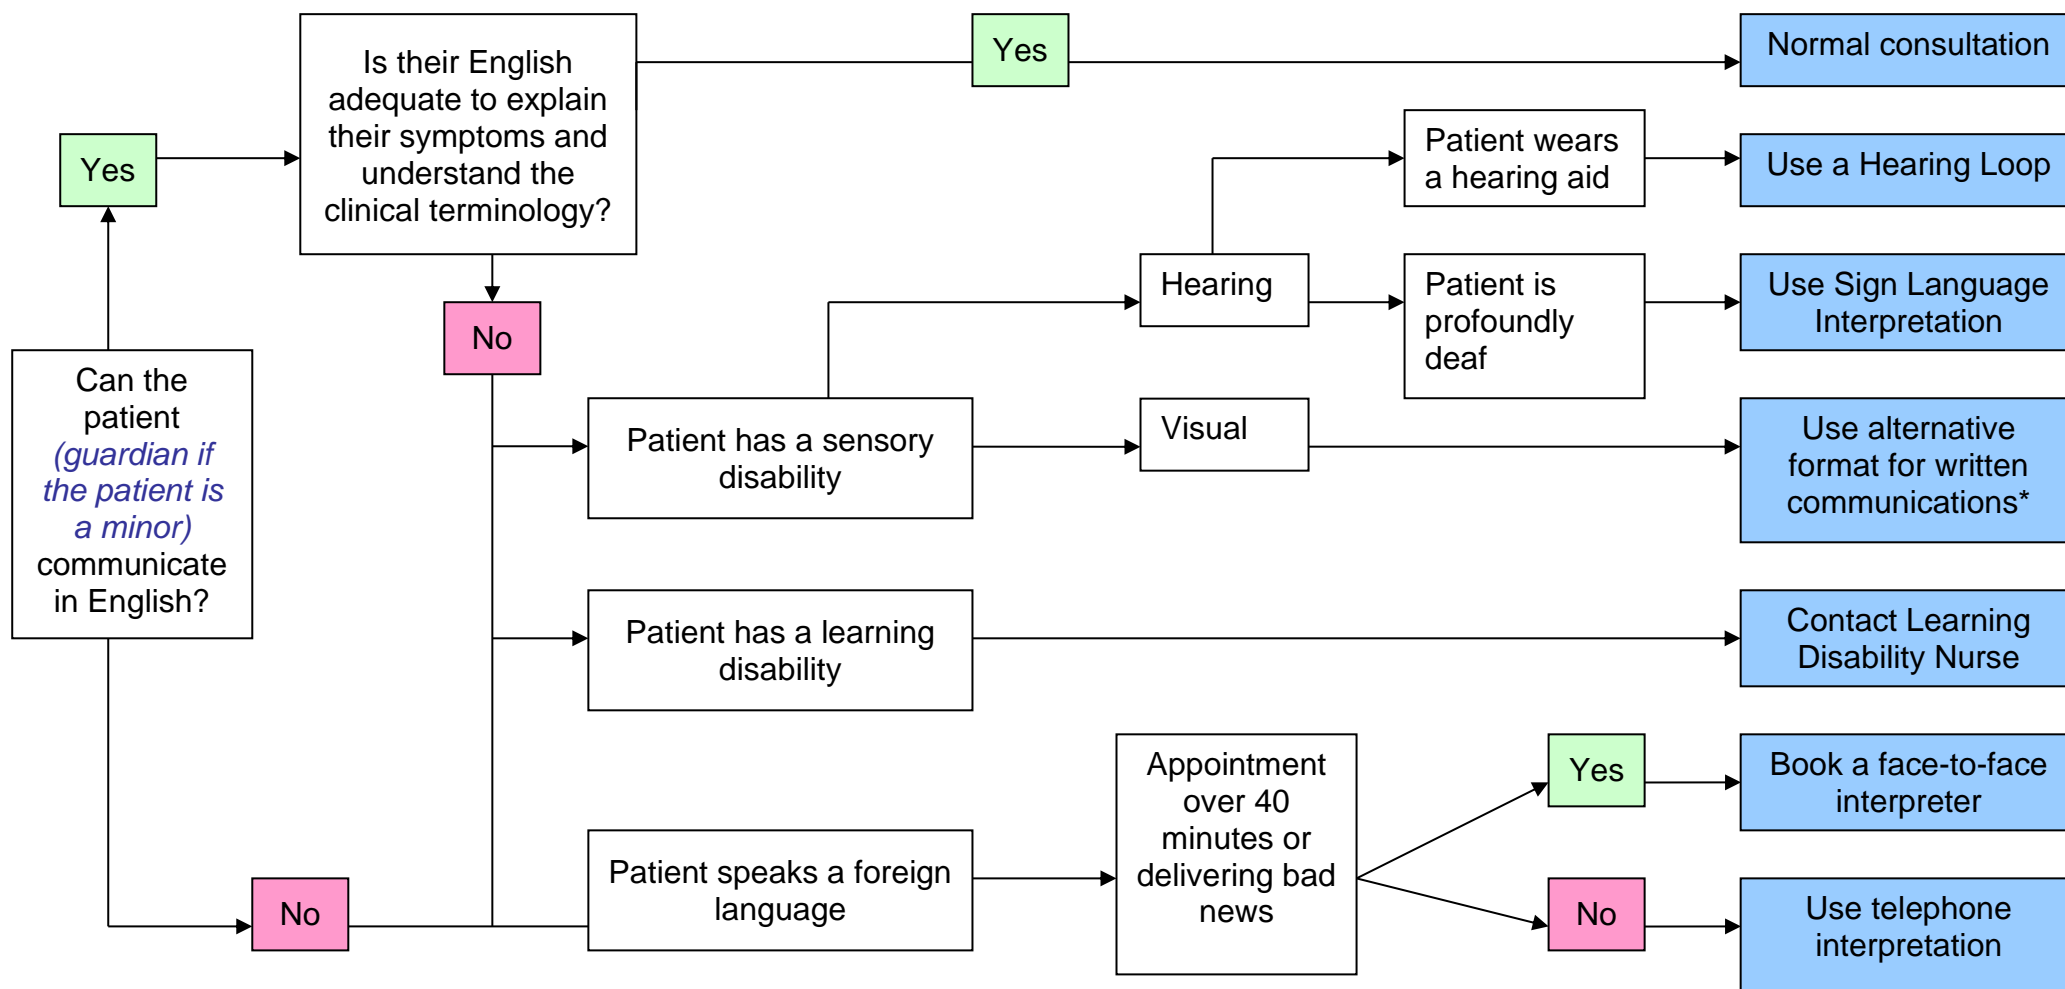 Can the
patient
(guardian if
the patient is
a minor)
communicate
in English?
Yes
Is their English
adequate to explain
their symptoms and
understand the
clinical terminology?
Yes
Normal consultation
No
Patient has a sensory
disability
Hearing
Patient wears
a hearing aid
Use a Hearing Loop
Patient is
profoundly
deaf
Use Sign Language
Interpretation
Visual
Use alternative
format for written
communications*
Patient has a learning
disability
Contact Learning
Disability Nurse
No
Patient speaks a foreign
language
Appointment
over 40
minutes or
delivering bad
news
Yes
Book a face-to-face
interpreter
No
Use telephone
interpretation